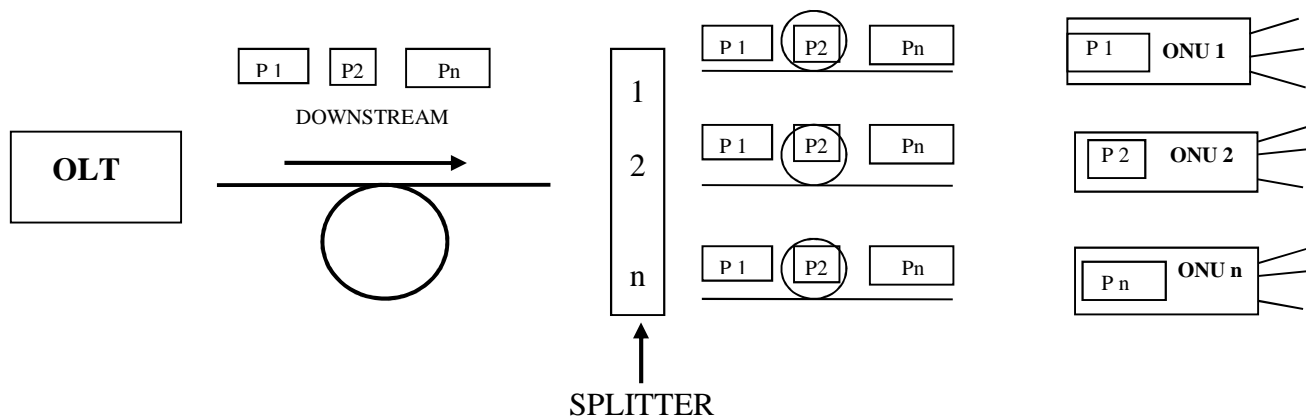 P 1 P2 Pn
DOWNSTREAM
OLT
1
2
n
SPLITTER
P 1 P2 Pn
P 1 P2 Pn
P 1 P2 Pn
P 1 ONU 1
P 2 ONU 2
P n ONU n